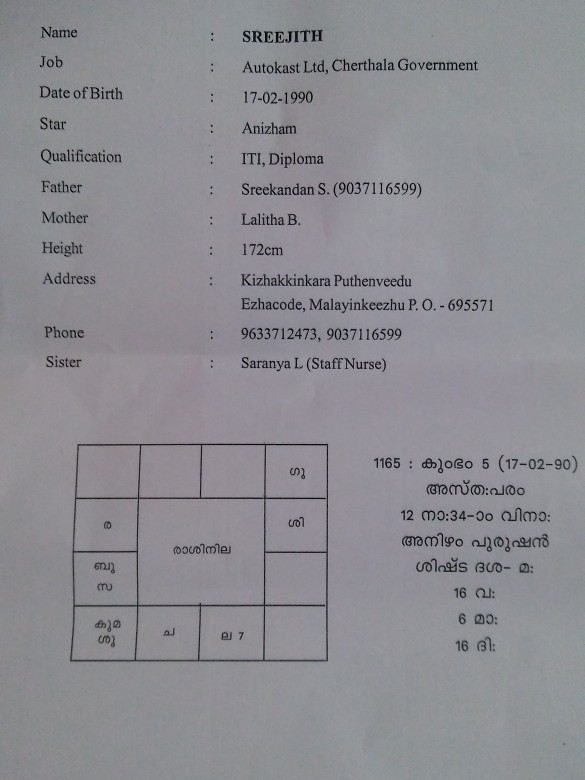 Name : SREEJITH
Job : Autokast Ltd, Cherthala Government
Date of Birth : 17-02-1990
Star : Anizham
Qualification : ITI, Diploma
Father : Sreekandan S. (9037116599)
Mother : Lalitha B.
Height : 172cm
Address : Kizhakkinkara Puthenveedu
Ezhacode, Malayinkeezhu P. O. - 695571
Phone : 9633712473, 9037116599
Sister : Saranya L (Staff Nurse)
ഗു
ര
ശി
രാശിനില
ബു
സ
കുമ
ശു
ച
ല 7
1165 : കുംഭം 5 (17-02-90)
അസ്ത:പരം
12 നാ:34-ാം വിനാ:
അനിഴം പുരുഷൻ
ശിഷ്ട ദശ- മ:
16 വ:
6 മാ:
16 ദി: